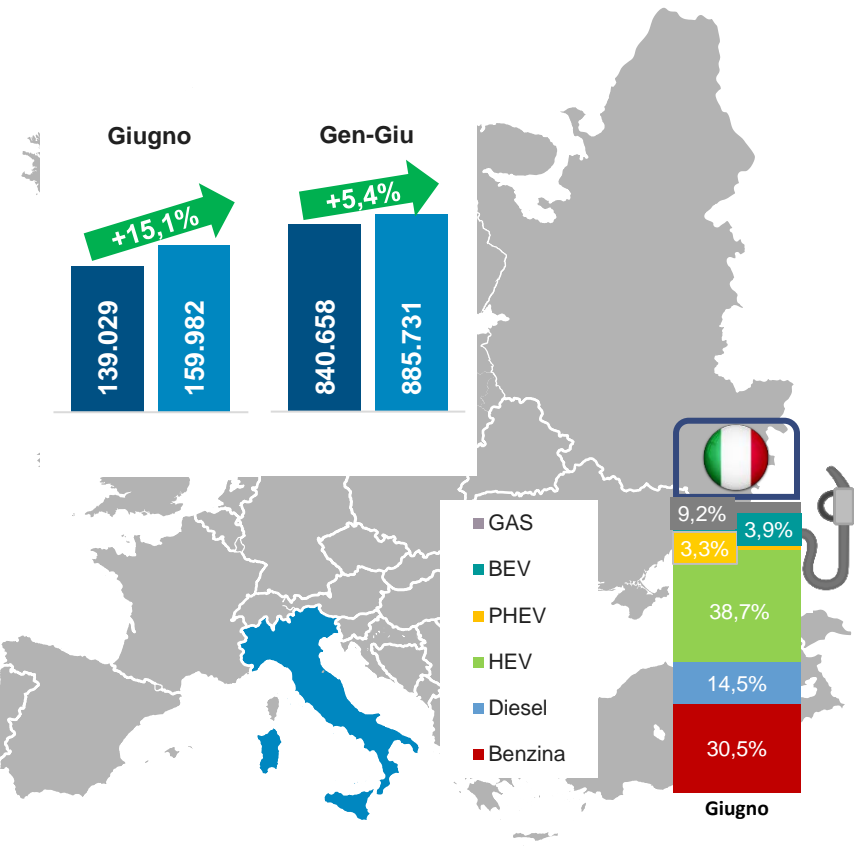 Giugno
Gen-Giu
+15,1%
+5,4%
139.029
159.982
840.658
885.731
GAS
BEV
PHEV
HEV
Diesel
Benzina
9,2%
3,9%
3,3%
38,7%
14,5%
30,5%
Giugno